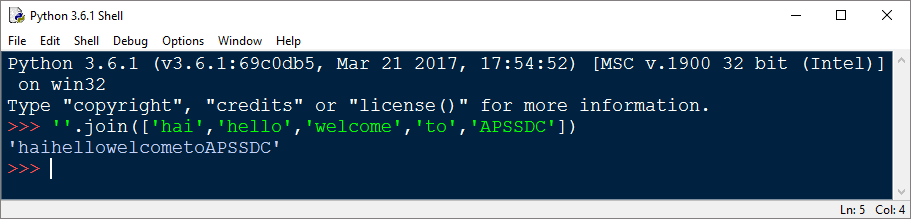 Python 3.6.1 Shell
File Edit Shell Debug Options Window Help
Python 3.6.1 (v3.6.1:69c0db5, Mar 21 2017, 17:54:52) [MSC v.1900 32 bit (Intel)]
 on win32
Type "copyright", "credits" or "license()" for more information.
>>> ''.join(['hai','hello','welcome','to','APSSDC'])
'haihellowelcometoAPSSDC'
>>>
Ln: 5 Col: 4